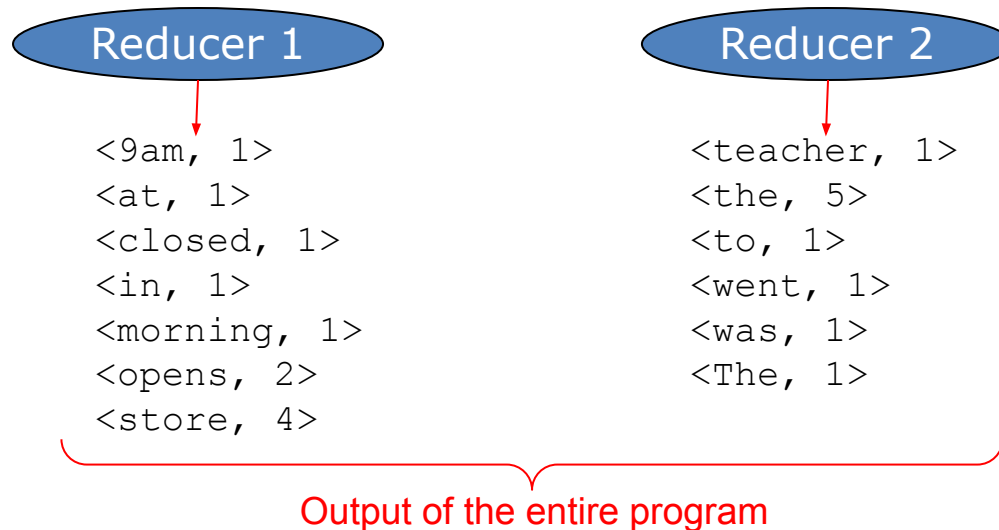 Reducer 1
<9am, 1>
<at, 1>
<closed, 1>
<in, 1>
<morning, 1>
<opens, 2>
<store, 4>
Reducer 2
<teacher, 1>
<the, 5>
<to, 1>
<went, 1>
<was, 1>
<The, 1>
Output of the entire program